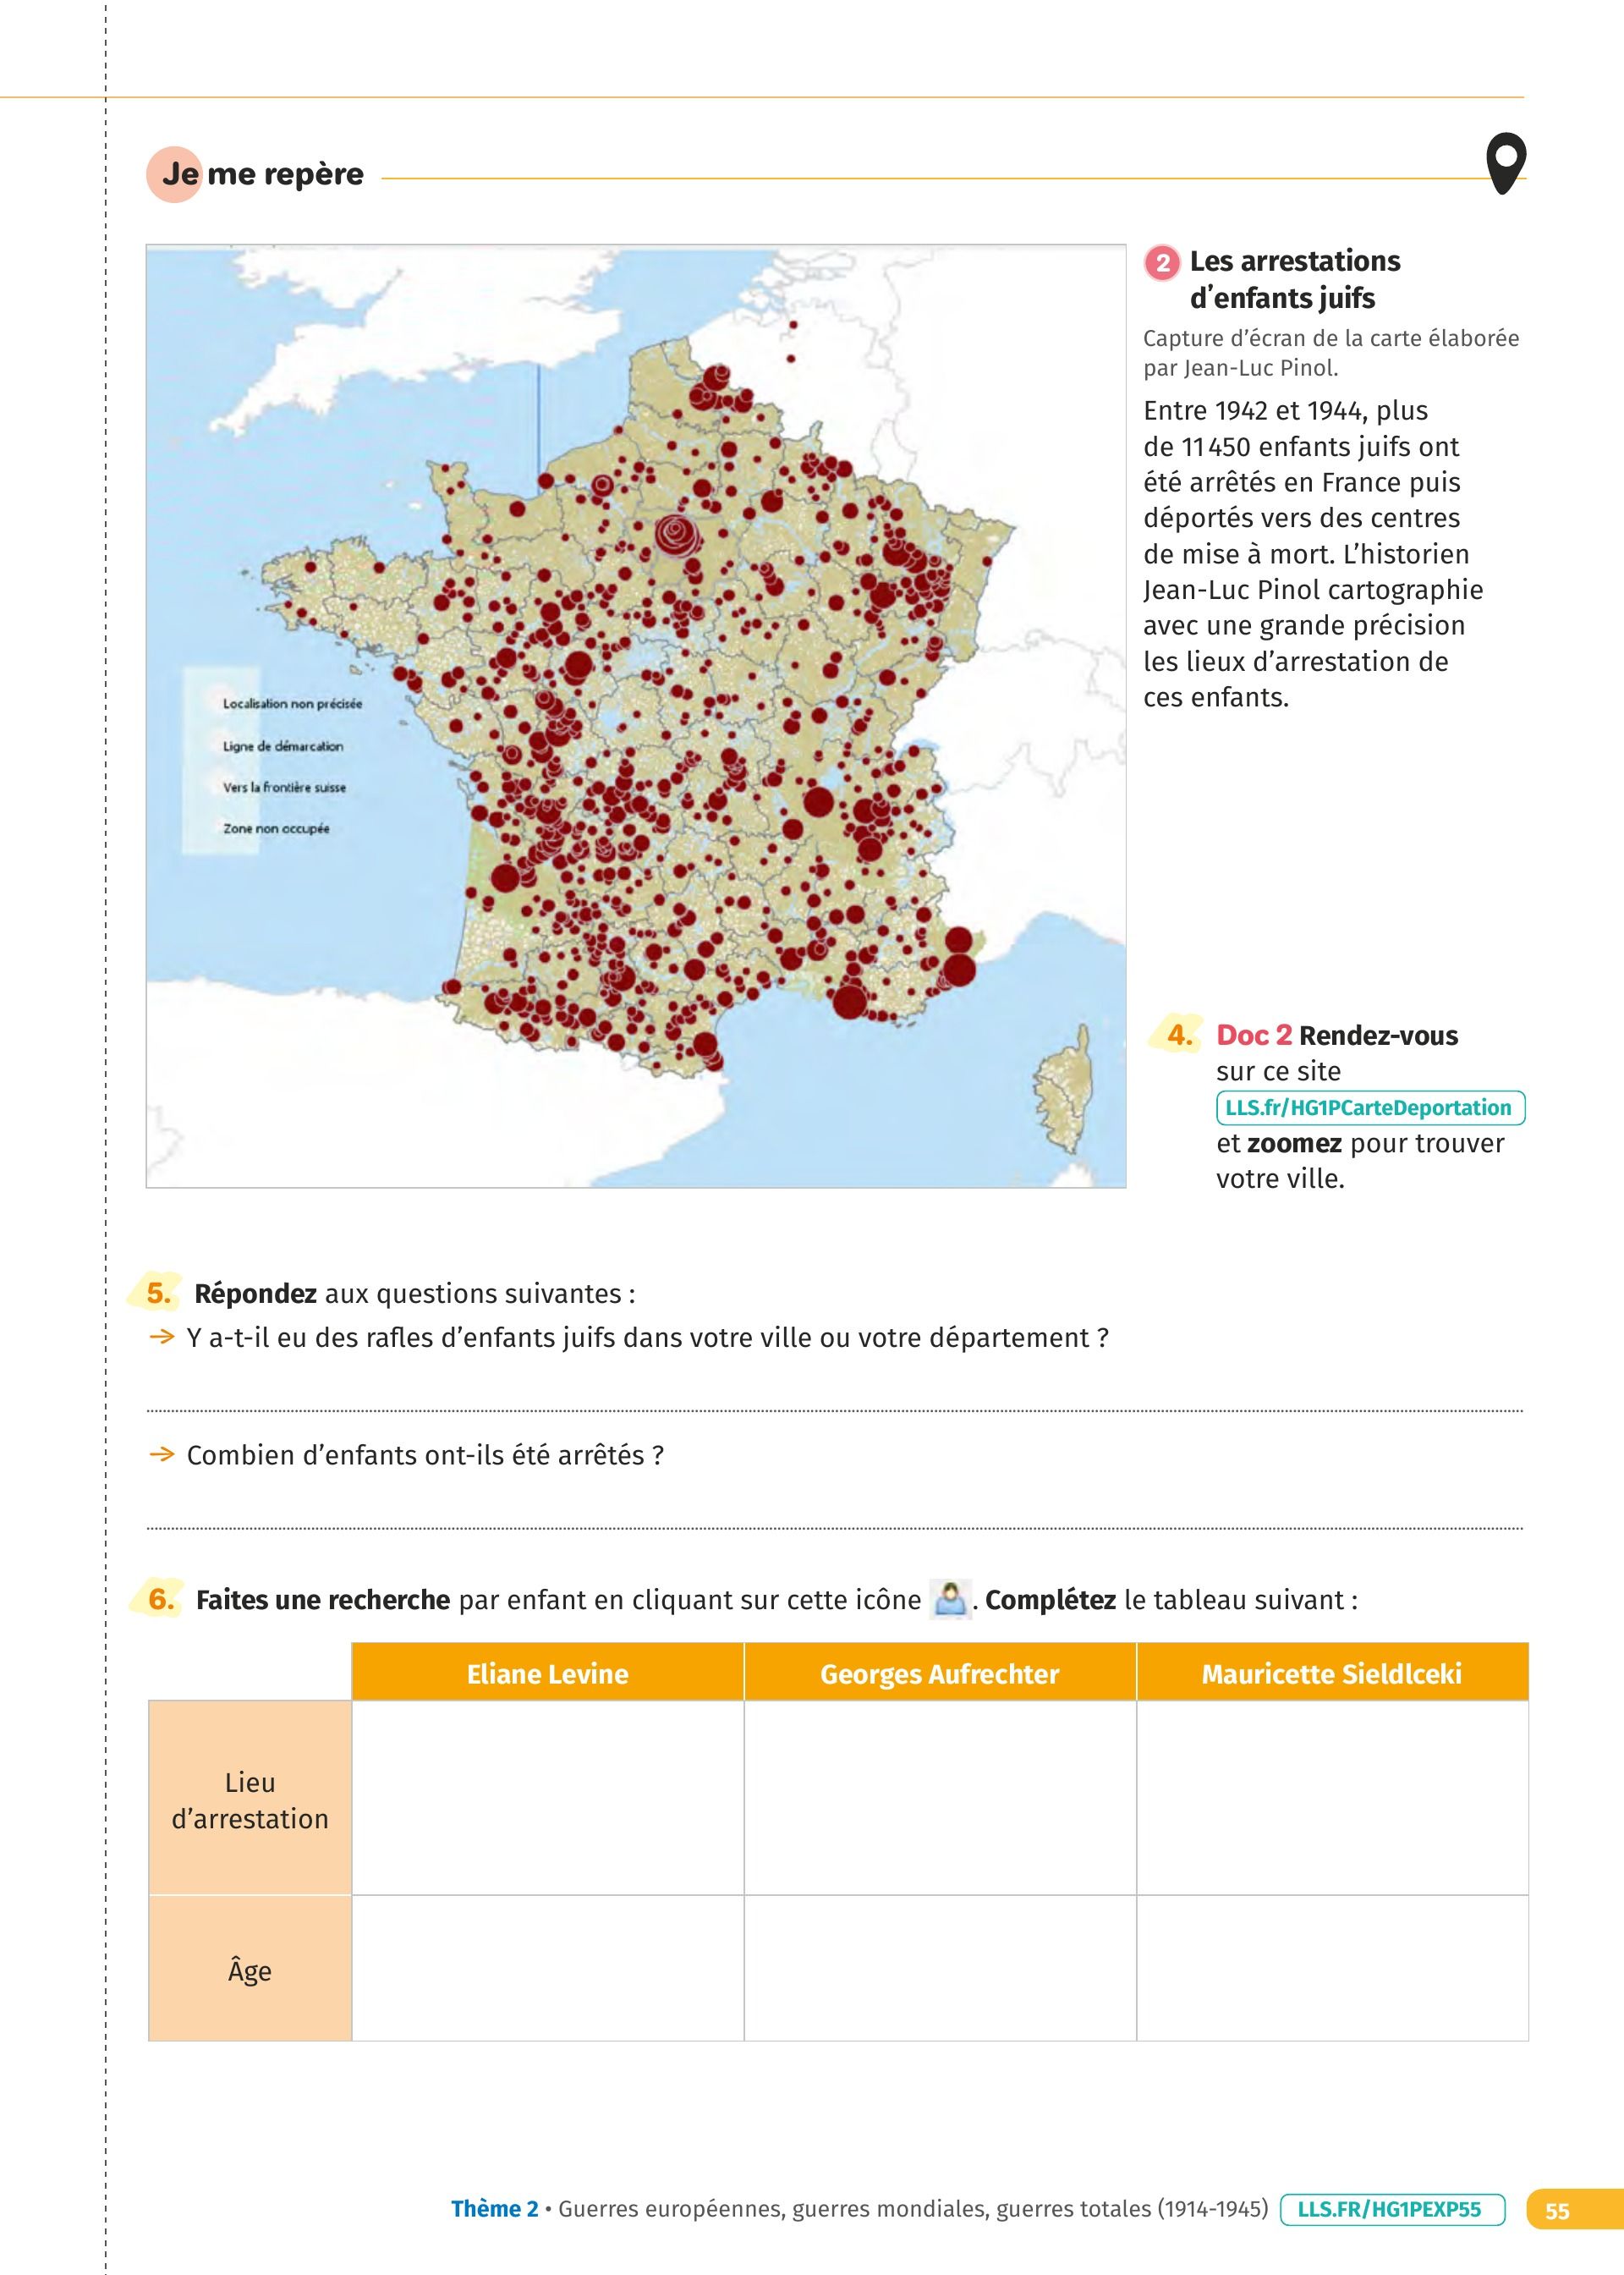 Je me repère
Localisation non précisée
Ligne de démarcation
Vers la frontière suisse
Zone non occupée
2 Les arrestations
d'enfants juifs
Capture d'écran de la carte élaborée
par Jean-Luc Pinol.
Entre 1942 et 1944, plus
de 11 450 enfants juifs ont
été arrêtés en France puis
déportés vers des centres
de mise à mort. L'historien
Jean-Luc Pinol cartographie
avec une grande précision
les lieux d'arrestation de
ces enfants.
4. Doc 2 Rendez-vous
sur ce site
LLS.fr/HG1PCarteDeportation
et zoomez pour trouver
votre ville.
5. Répondez aux questions suivantes :
→ Y a-t-il eu des rafles d'enfants juifs dans votre ville ou votre département ?
→ Combien d'enfants ont-ils été arrêtés ?
6. Faites une recherche par enfant en cliquant sur cette icône . Complétez le tableau suivant :
Eliane Levine Georges Aufrechter Mauricette Sieldlceki
Lieu
d'arrestation
Âge
Thème 2 • Guerres européennes, guerres mondiales, guerres totales (1914-1945) LLS.FR/HG1PEXP55 55